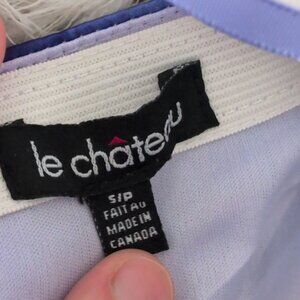 le château
S/P
FAIT AU
MADE IN
CANADA